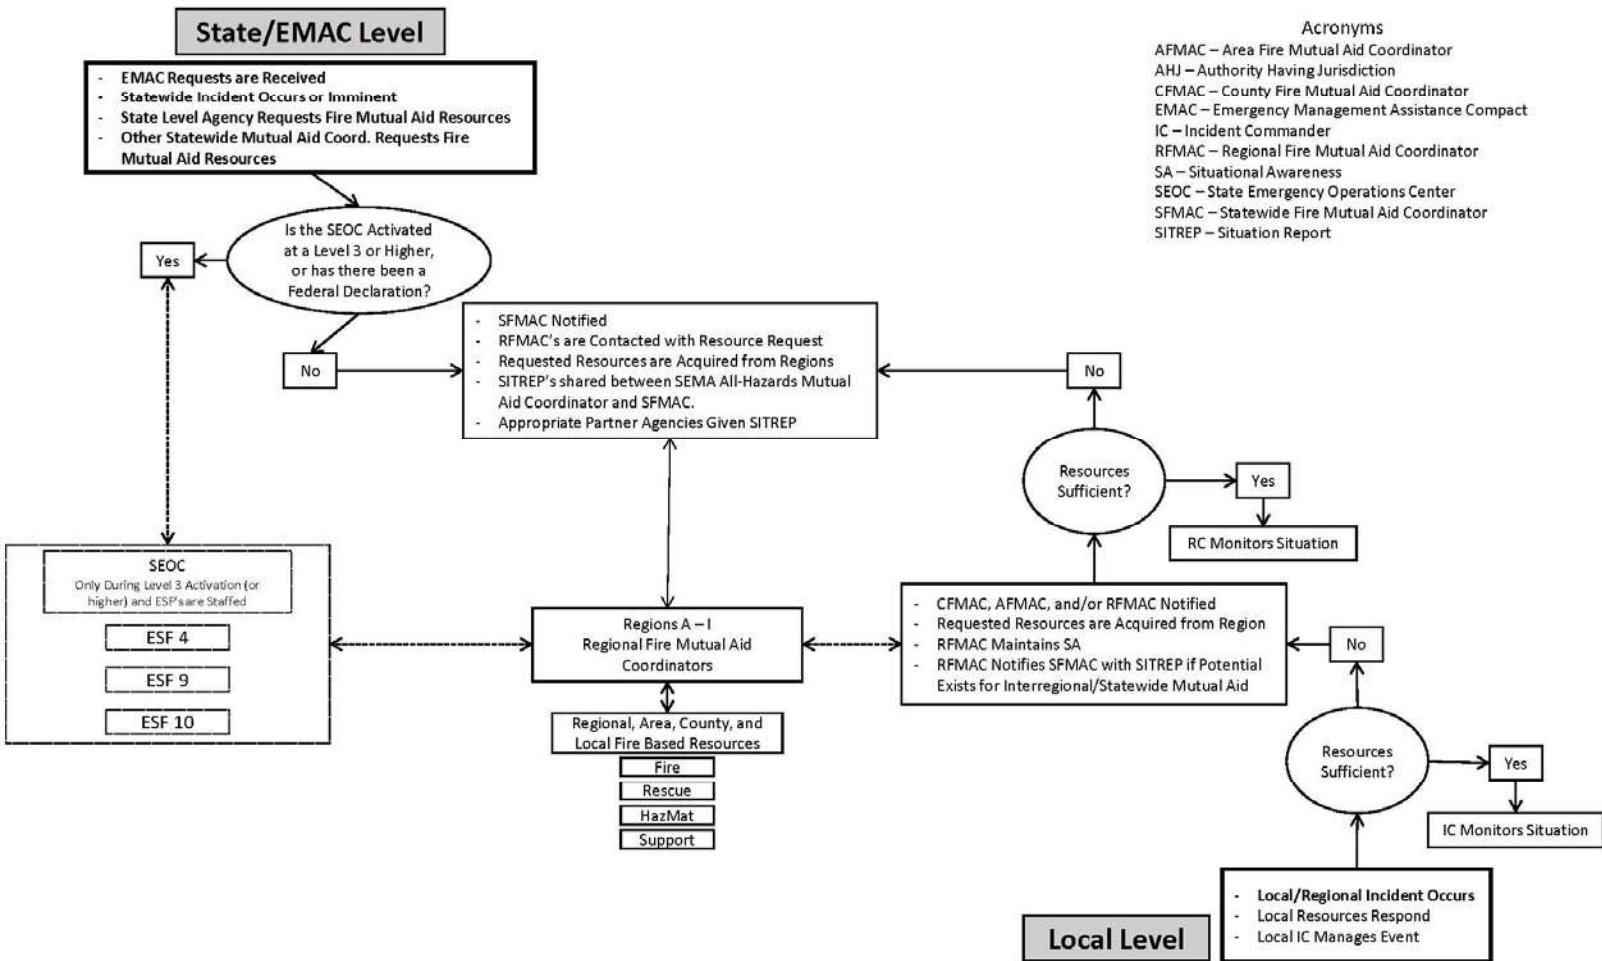 State/EMAC Level
- EMAC Requests are Received
- Statewide Incident Occurs or Imminent
- State Level Agency Requests Fire Mutual Aid Resources
- Other Statewide Mutual Aid Coord. Requests Fire
Mutual Aid Resources
Acronyms
AFMAC – Area Fire Mutual Aid Coordinator
AHJ – Authority Having Jurisdiction
CFMAC – County Fire Mutual Aid Coordinator
EMAC – Emergency Management Assistance Compact
IC – Incident Commander
RFMAC – Regional Fire Mutual Aid Coordinator
SA – Situational Awareness
SEOC – State Emergency Operations Center
SFMAC – Statewide Fire Mutual Aid Coordinator
SITREP – Situation Report
Is the SEOC Activated
at a Level 3 or Higher,
or has there been a
Federal Declaration?
Yes
No
- SFMAC Notified
- RFMAC's are Contacted with Resource Request
- Requested Resources are Acquired from Regions
- SITREP's shared between SEMA All-Hazards Mutual
Aid Coordinator and SFMAC.
- Appropriate Partner Agencies Given SITREP
No
Resources
Sufficient?
Yes
RC Monitors Situation
SEOC
Only During Level 3 Activation (or
higher) and ESF's are Staffed
ESF 4
ESF 9
ESF 10
Regions A – I
Regional Fire Mutual Aid
Coordinators
Regional, Area, County, and
Local Fire Based Resources
Fire
Rescue
HazMat
Support
- CFMAC, AFMAC, and/or RFMAC Notified
- Requested Resources are Acquired from Region
- RFMAC Maintains SA
- RFMAC Notifies SFMAC with SITREP if Potential
Exists for Interregional/Statewide Mutual Aid
No
Resources
Sufficient?
Yes
IC Monitors Situation
Local Level
- Local/Regional Incident Occurs
- Local Resources Respond
- Local IC Manages Event